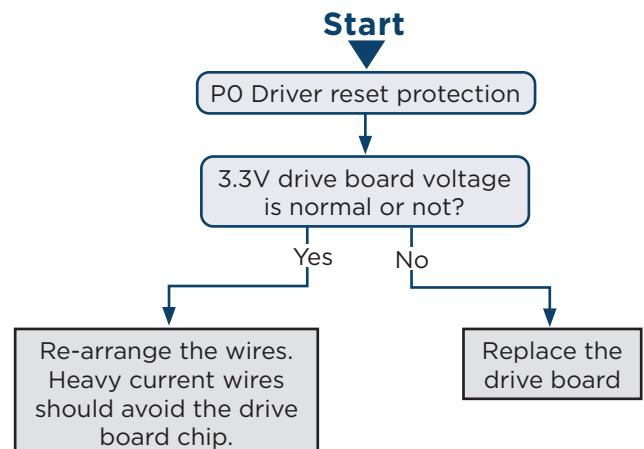 Start
P0 Driver reset protection
3.3V drive board voltage
is normal or not?
Yes
No
Re-arrange the wires.
Heavy current wires
should avoid the drive
board chip.
Replace the
drive board